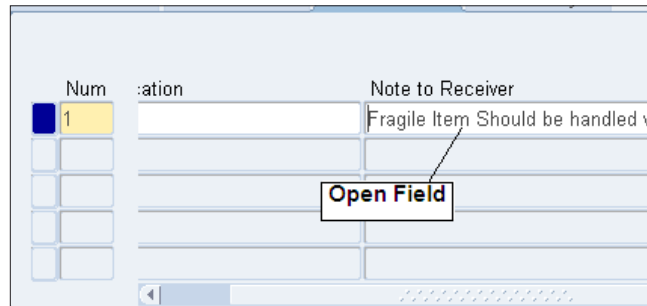 Num :ation Note to Receiver
1 Fragile Item Should be handled
Open Field